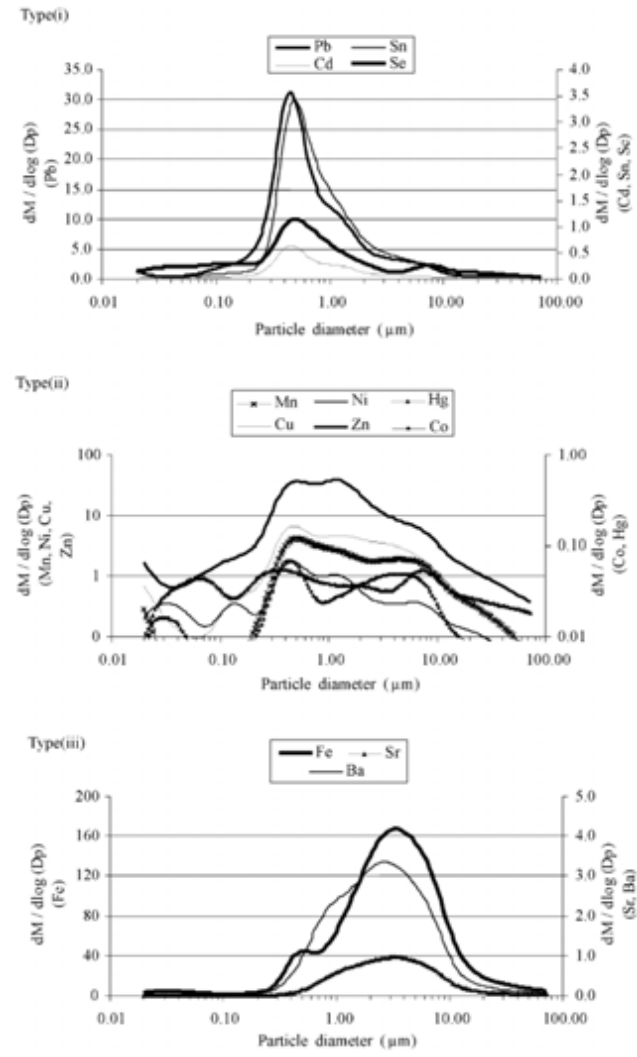 Type(i)
Pb Sn
Cd Se
35.0
30.0
25.0
20.0
15.0
10.0
5.0
0.0
4.0
3.5
3.0
2.5
2.0
1.5
1.0
0.5
0.0
dM / dlog (Dp)
(Pb)
dM / dlog (Dp)
(Cd, Sn, Se)
0.01 0.10 1.00 10.00 100.00
Particle diameter (µm)
Type(ii)
Mn Ni Hg
Cu Zn Co
100
10
1
0
1.00
0.10
0.01
dM / dlog (Dp)
(Mn, Ni, Cu,
Zn)
dM / dlog (Dp)
(Co, Hg)
0.01 0.10 1.00 10.00 100.00
Particle diameter (µm)
Type(iii)
Fe Sr
Ba
200
160
120
80
40
0
5.0
4.0
3.0
2.0
1.0
0.0
dM / dlog (Dp)
(Fe)
dM / dlog (Dp)
(Sr, Ba)
0.01 0.10 1.00 10.00 100.00
Particle diameter (µm)